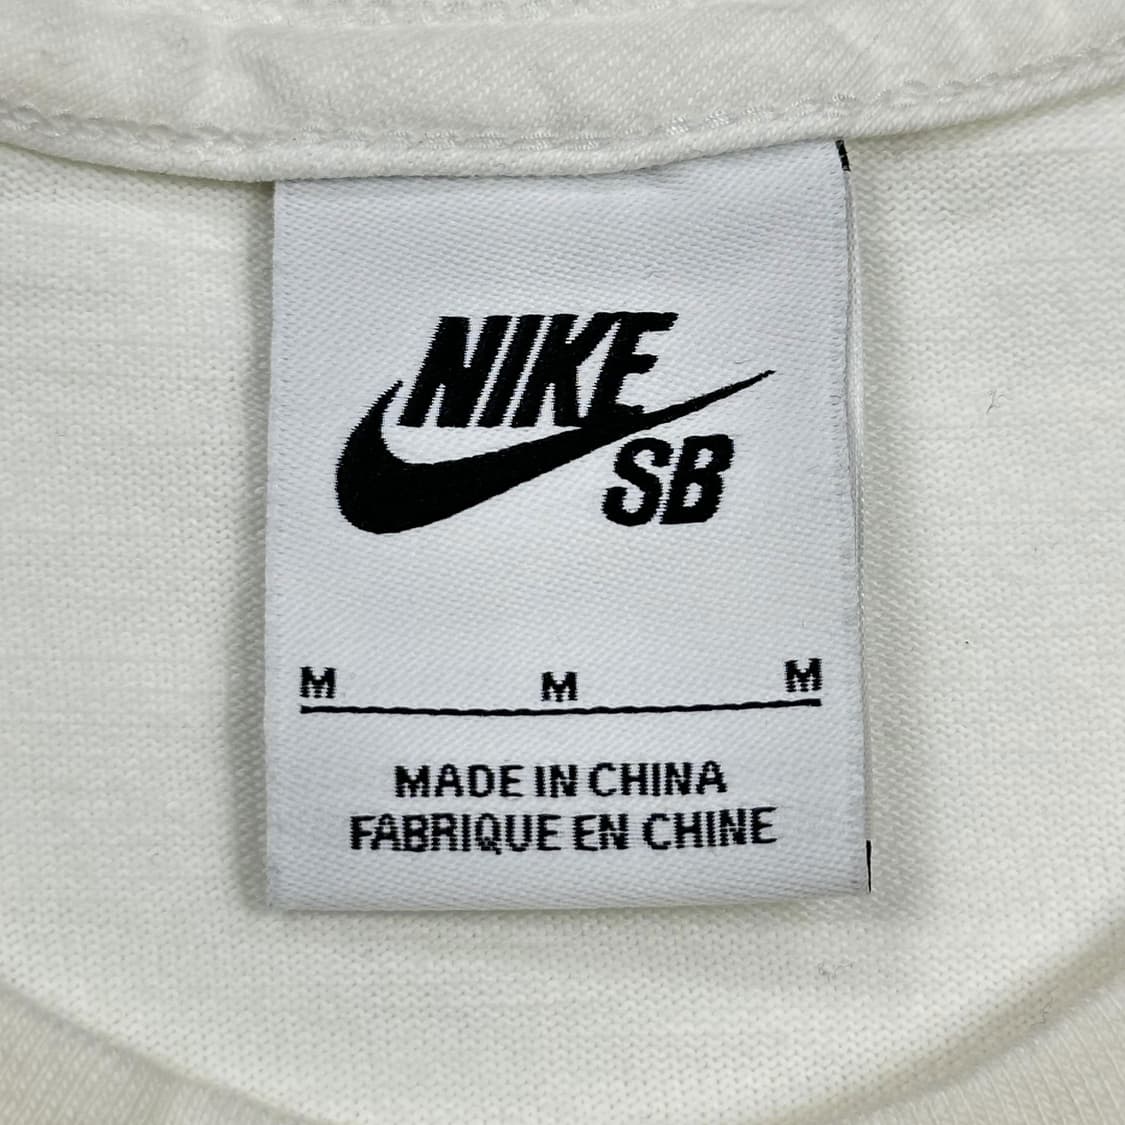 NIKE
SB
M M M
MADE IN CHINA
FABRIQUE EN CHINE